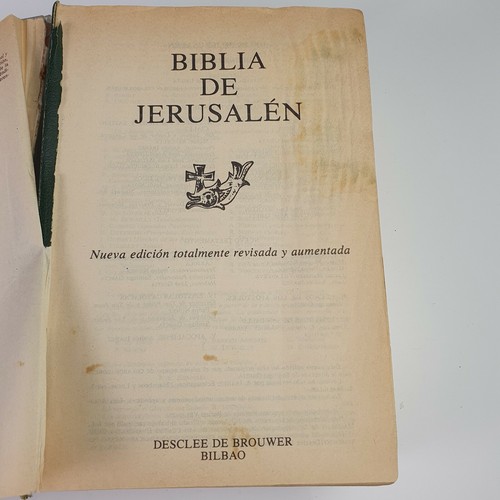 BIBLIA
DE
JERUSALÉN
Nueva edición totalmente revisada y aumentada
DESCLEE DE BROUWER
BILBAO